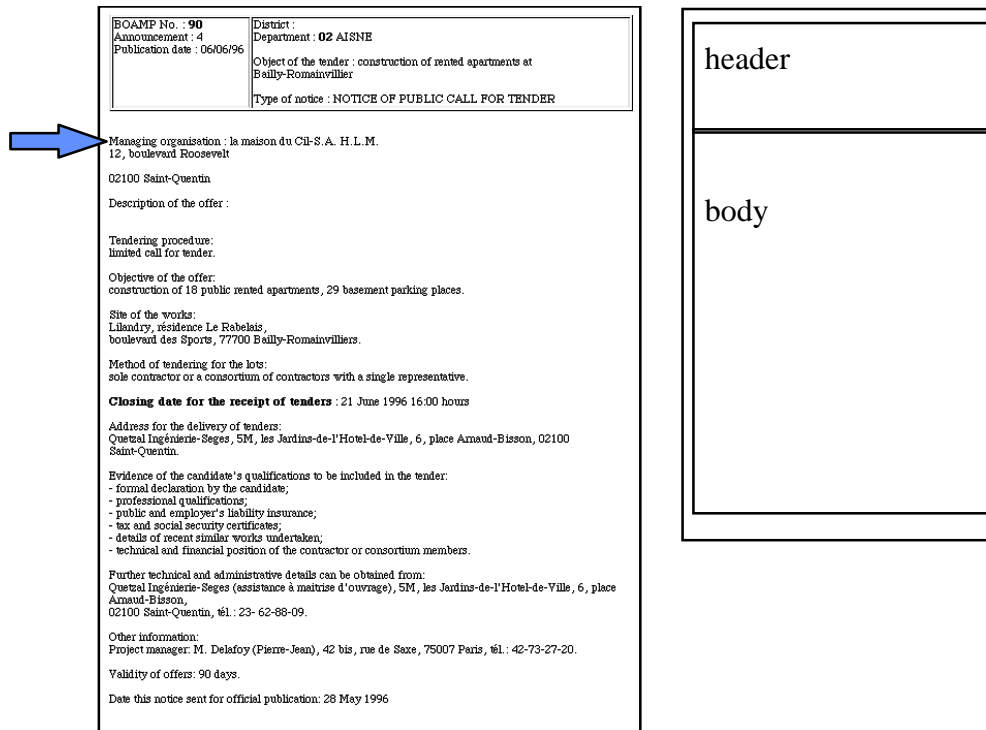 BOAMP No. : 90
Announcement : 4
Publication date : 06/06/96
District :
Department : 02 AISNE
Object of the tender : construction of rented apartments at
Bailly-Romainvillier
Type of notice : NOTICE OF PUBLIC CALL FOR TENDER
Managing organisation : la maison du Cil-S.A. H.L.M.
12, boulevard Roosevelt
02100 Saint-Quentin
Description of the offer :
Tendering procedure:
limited call for tender.
Objective of the offer:
construction of 18 public rented apartments, 29 basement parking places.
Site of the works:
Lilandry, résidence Le Rabelais,
boulevard des Sports, 77700 Bailly-Romainvilliers.
Method of tendering for the lots:
sole contractor or a consortium of contractors with a single representative.
Closing date for the receipt of tenders : 21 June 1996 16:00 hours
Address for the delivery of tenders:
Quetzal Ingénierie-Seges, 5M, les Jardins-de-l'Hotel-de-Ville, 6, place Arnaud-Bisson, 02100
Saint-Quentin.
Evidence of the candidate's qualifications to be included in the tender:
- formal declaration by the candidate;
- professional qualifications;
- public and employer's liability insurance;
- tax and social security certificates;
- details of recent similar works undertaken;
- technical and financial position of the contractor or consortium members.
Further technical and administrative details can be obtained from:
Quetzal Ingénierie-Seges (assistance à maitrise d'ouvrage), 5M, les Jardins-de-l'Hotel-de-Ville, 6, place
Arnaud-Bisson,
02100 Saint-Quentin, tél.: 23- 62-88-09.
Other information:
Project manager: M. Delafoy (Pierre-Jean), 42 bis, rue de Saxe, 75007 Paris, tél.: 42-73-27-20.
Validity of offers: 90 days.
Date this notice sent for official publication: 28 May 1996
header
body